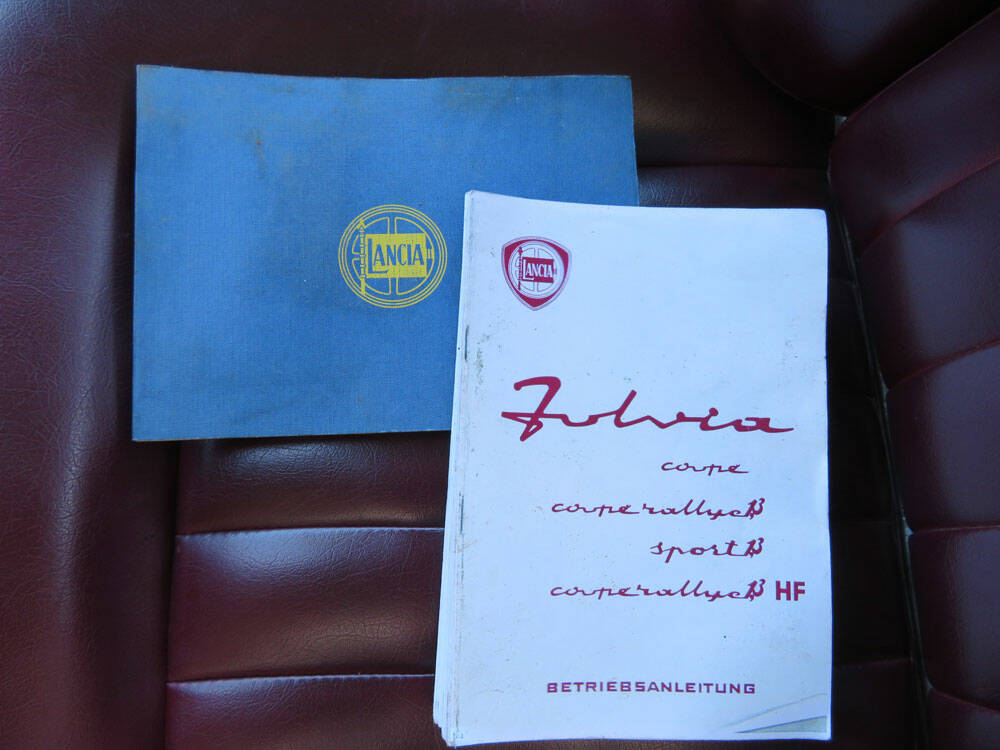 LANCIA
LANCIA
Fulvia
coupe
coupe rallye 1,3
sport 1,3
coupe rallye 1,3 HF
BETRIEBSANLEITUNG